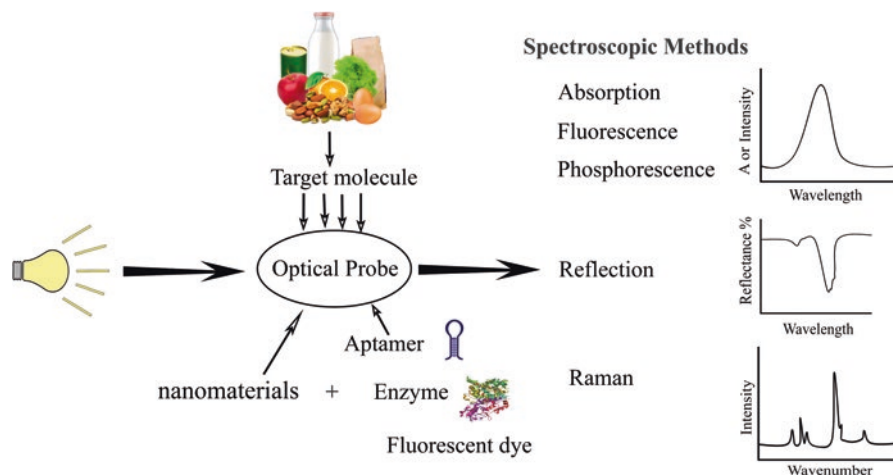 Spectroscopic Methods
Absorption
Fluorescence
Phosphorescence
A or Intensity
Wavelength
Target molecule
Optical Probe
Reflection
Reflectance %
Wavelength
Aptamer
nanomaterials + Enzyme
Fluorescent dye
Raman
Intensity
Wavenumber